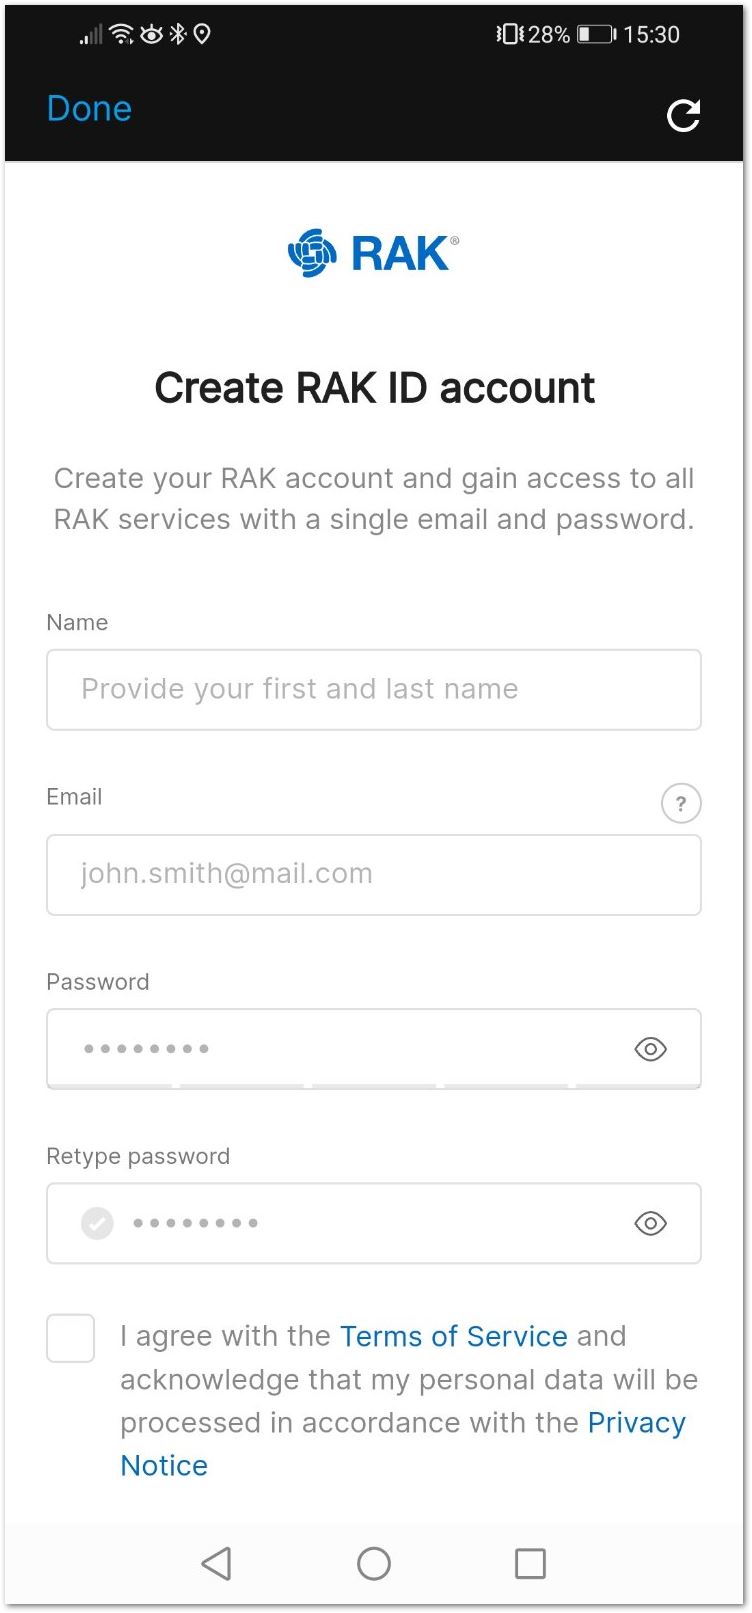 28% 15:30
Done
RAK®
Create RAK ID account
Create your RAK account and gain access to all
RAK services with a single email and password.
Name
Provide your first and last name
Email ?
john.smith@mail.com
Password
••••••••
Retype password
••••••••
I agree with the Terms of Service and
acknowledge that my personal data will be
processed in accordance with the Privacy
Notice